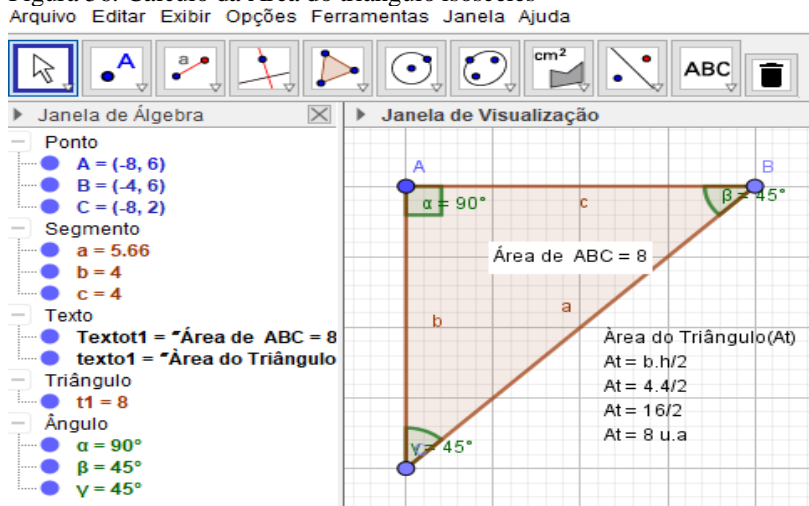 Arquivo Editar Exibir Opções Ferramentas Janela Ajuda
A
a
cm²
ABC
Janela de Álgebra
Janela de Visualização
Ponto
A = (-8, 6)
B = (-4, 6)
C = (-8, 2)
Segmento
a = 5.66
b = 4
c = 4
Texto
Textot1 = "Área de ABC = 8
texto1 = "Àrea do Triângulo
Triângulo
t1 = 8
Ângulo
α = 90°
β = 45°
γ = 45°
A
B
α = 90°
c
β = 45°
Área de ABC = 8
b
a
Àrea do Triângulo(At)
At = b.h/2
At = 4.4/2
At = 16/2
At = 8 u.a
γ = 45°